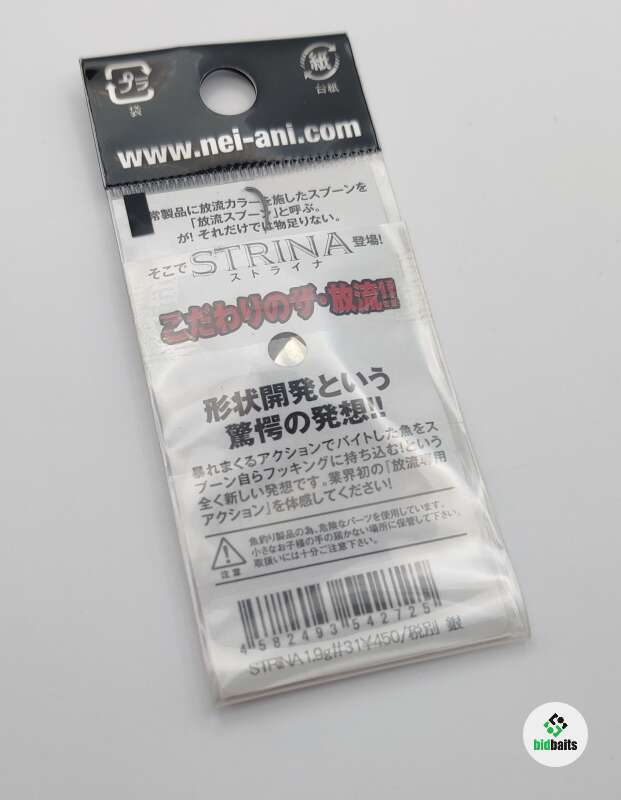 プラ
袋
紙
台紙
www.nei-ani.com
常製品に放流カラーを施したスプーンを
「放流スプーン」と呼ぶ。
が! それだけでは物足りない。
そこで STRINA 登場!
ストライナ
こだわりのザ・放流!!
形状開発という
驚愕の発想!!
暴れまくるアクションでバイトした魚をス
プーン自らフッキングに持ち込む!という
全く新しい発想です。業界初の「放流専用
アクション」を体感してください!
注意
魚釣り製品の為、危険なパーツを使用しています。
小さなお子様の手の届かない場所に保管して下さい。
取扱いには十分ご注意下さい。
4 582493 542725
STRINA1.9g#31¥450/税別 銀
bidbaits